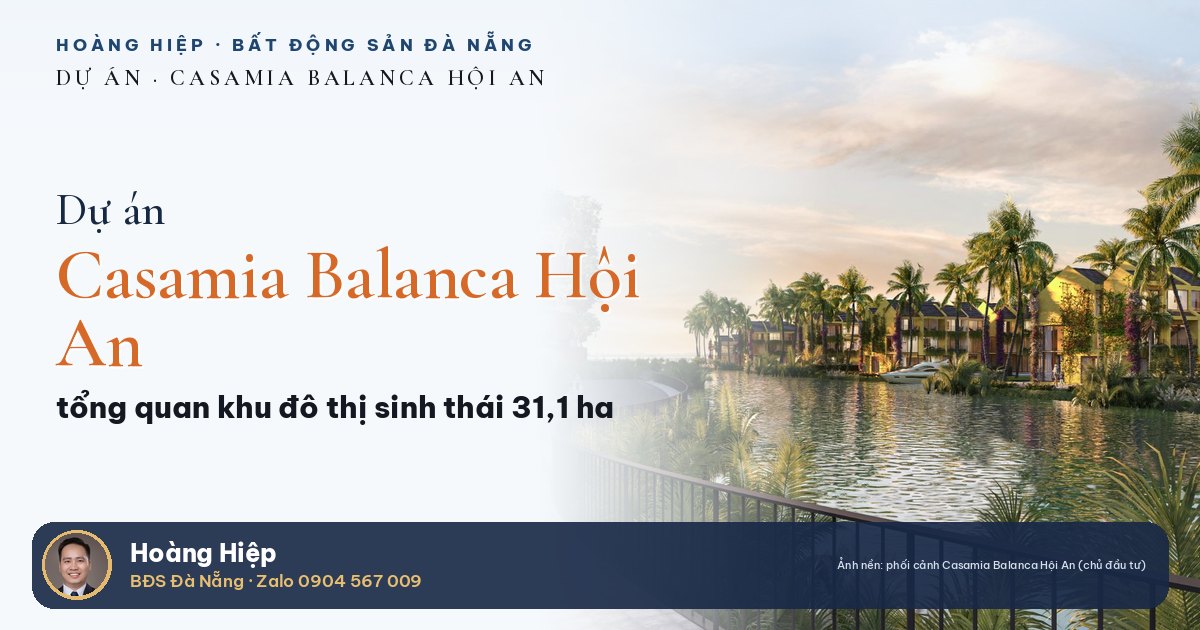 HOÀNG HIỆP · BẤT ĐỘNG SẢN ĐÀ NẴNG
DỰ ÁN · CASAMIA BALANCA HỘI AN
Dự án
Casamia Balanca Hội
An
tổng quan khu đô thị sinh thái 31,1 ha
Hoàng Hiệp
BĐS Đà Nẵng · Zalo 0904 567 009
Ảnh nền: phối cảnh Casamia Balanca Hội An (chủ đầu tư)